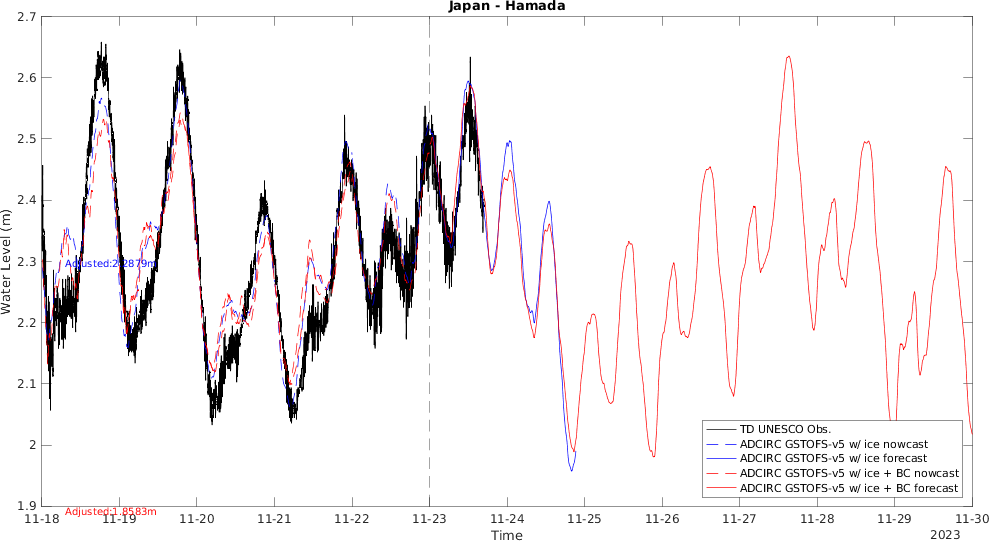 Japan - Hamada
2.7
2.6
2.5
2.4
2.3
2.2
2.1
2
1.9
Water Level (m)
Adjusted:2.2879m
Adjusted:1.8583m
TD UNESCO Obs.
ADCIRC GSTOFS-v5 w/ ice nowcast
ADCIRC GSTOFS-v5 w/ ice forecast
ADCIRC GSTOFS-v5 w/ ice + BC nowcast
ADCIRC GSTOFS-v5 w/ ice + BC forecast
11-18 11-19 11-20 11-21 11-22 11-23 11-24 11-25 11-26 11-27 11-28 11-29 11-30
Time
2023